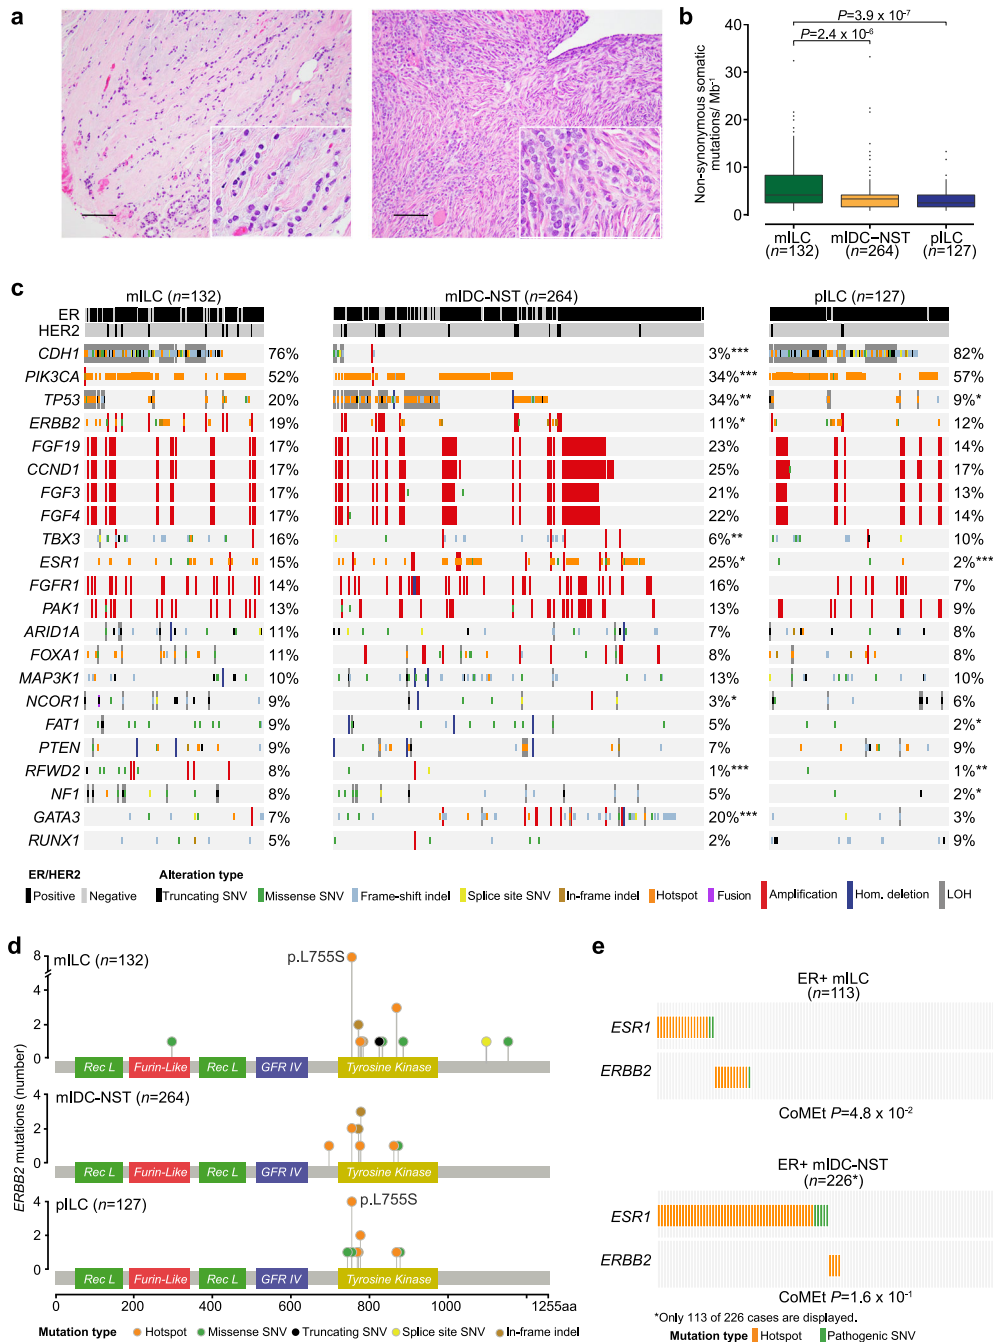 a
b
P=3.9 x 10-7
P=2.4 x 10-6
Non-synonymous somatic
mutations/ Mb-1
40
30
20
10
0
mILC
(n=132)
mIDC–NST
(n=264)
pILC
(n=127)
c
mILC (n=132)
mIDC-NST (n=264)
pILC (n=127)
ER
HER2
CDH1 76% 3%*** 82%
PIK3CA 52% 34%*** 57%
TP53 20% 34%** 9%*
ERBB2 19% 11%* 12%
FGF19 17% 23% 14%
CCND1 17% 25% 17%
FGF3 17% 21% 13%
FGF4 17% 22% 14%
TBX3 16% 6%** 10%
ESR1 15% 25%* 2%***
FGFR1 14% 16% 7%
PAK1 13% 13% 9%
ARID1A 11% 7% 8%
FOXA1 11% 8% 8%
MAP3K1 10% 13% 10%
NCOR1 9% 3%* 6%
FAT1 9% 5% 2%*
PTEN 9% 7% 9%
RFWD2 8% 1%*** 1%**
NF1 8% 5% 2%*
GATA3 7% 20%*** 3%
RUNX1 5% 2% 9%
ER/HER2
Positive
Negative
Alteration type
Truncating SNV
Missense SNV
Frame-shift indel
Splice site SNV
In-frame indel
Hotspot
Fusion
Amplification
Hom. deletion
LOH
d
ERBB2 mutations (number)
mILC (n=132)
p.L755S
8
4
2
0
Rec L
Furin-Like
Rec L
GFR IV
Tyrosine Kinase
mIDC-NST (n=264)
4
2
0
Rec L
Furin-Like
Rec L
GFR IV
Tyrosine Kinase
pILC (n=127)
p.L755S
4
2
0
Rec L
Furin-Like
Rec L
GFR IV
Tyrosine Kinase
0
200
400
600
800
1000
1255aa
Mutation type
Hotspot
Missense SNV
Truncating SNV
Splice site SNV
In-frame indel
e
ER+ mILC
(n=113)
ESR1
ERBB2
CoMEt P=4.8 x 10-2
ER+ mIDC-NST
(n=226*)
ESR1
ERBB2
CoMEt P=1.6 x 10-1
*Only 113 of 226 cases are displayed.
Mutation type
Hotspot
Pathogenic SNV